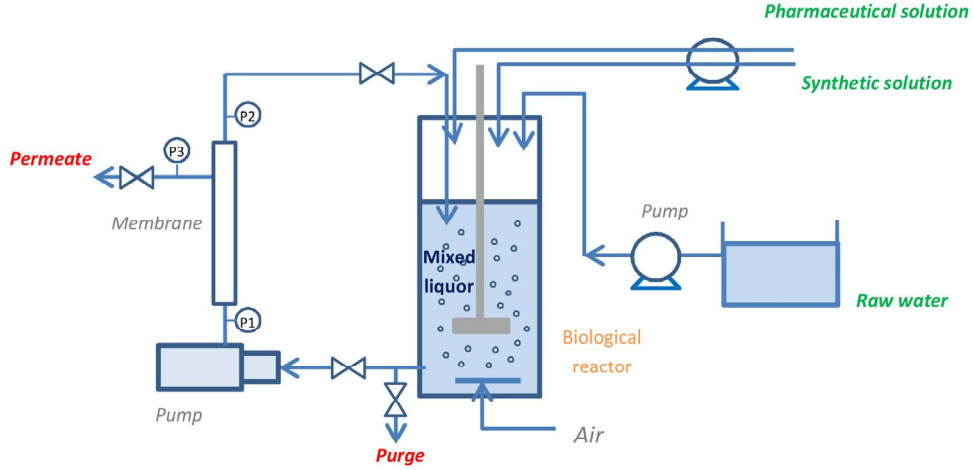 Pharmaceutical solution
Synthetic solution
P2
P3
Permeate
Membrane
Pump
Mixed
liquor
Raw water
P1
Biological
reactor
Pump
Air
Purge